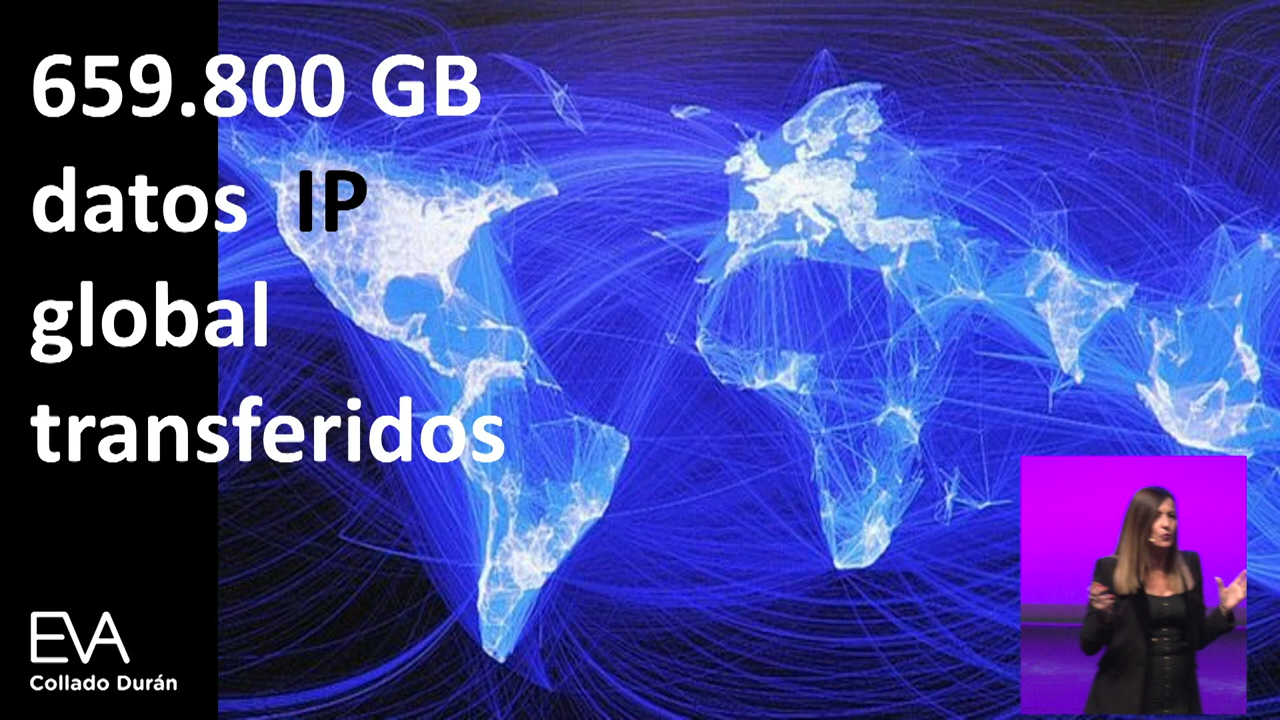 659.800 GB
datos IP
global
transferidos
EVA
Collado Durán